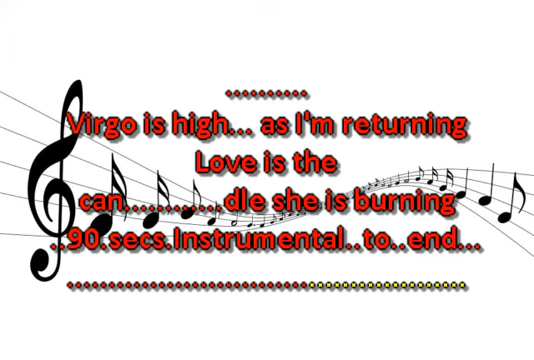 ..........
Virgo is high... as I'm returning
Love is the
can............dle she is burning
..90.secs.Instrumental..to..end...
..................................................